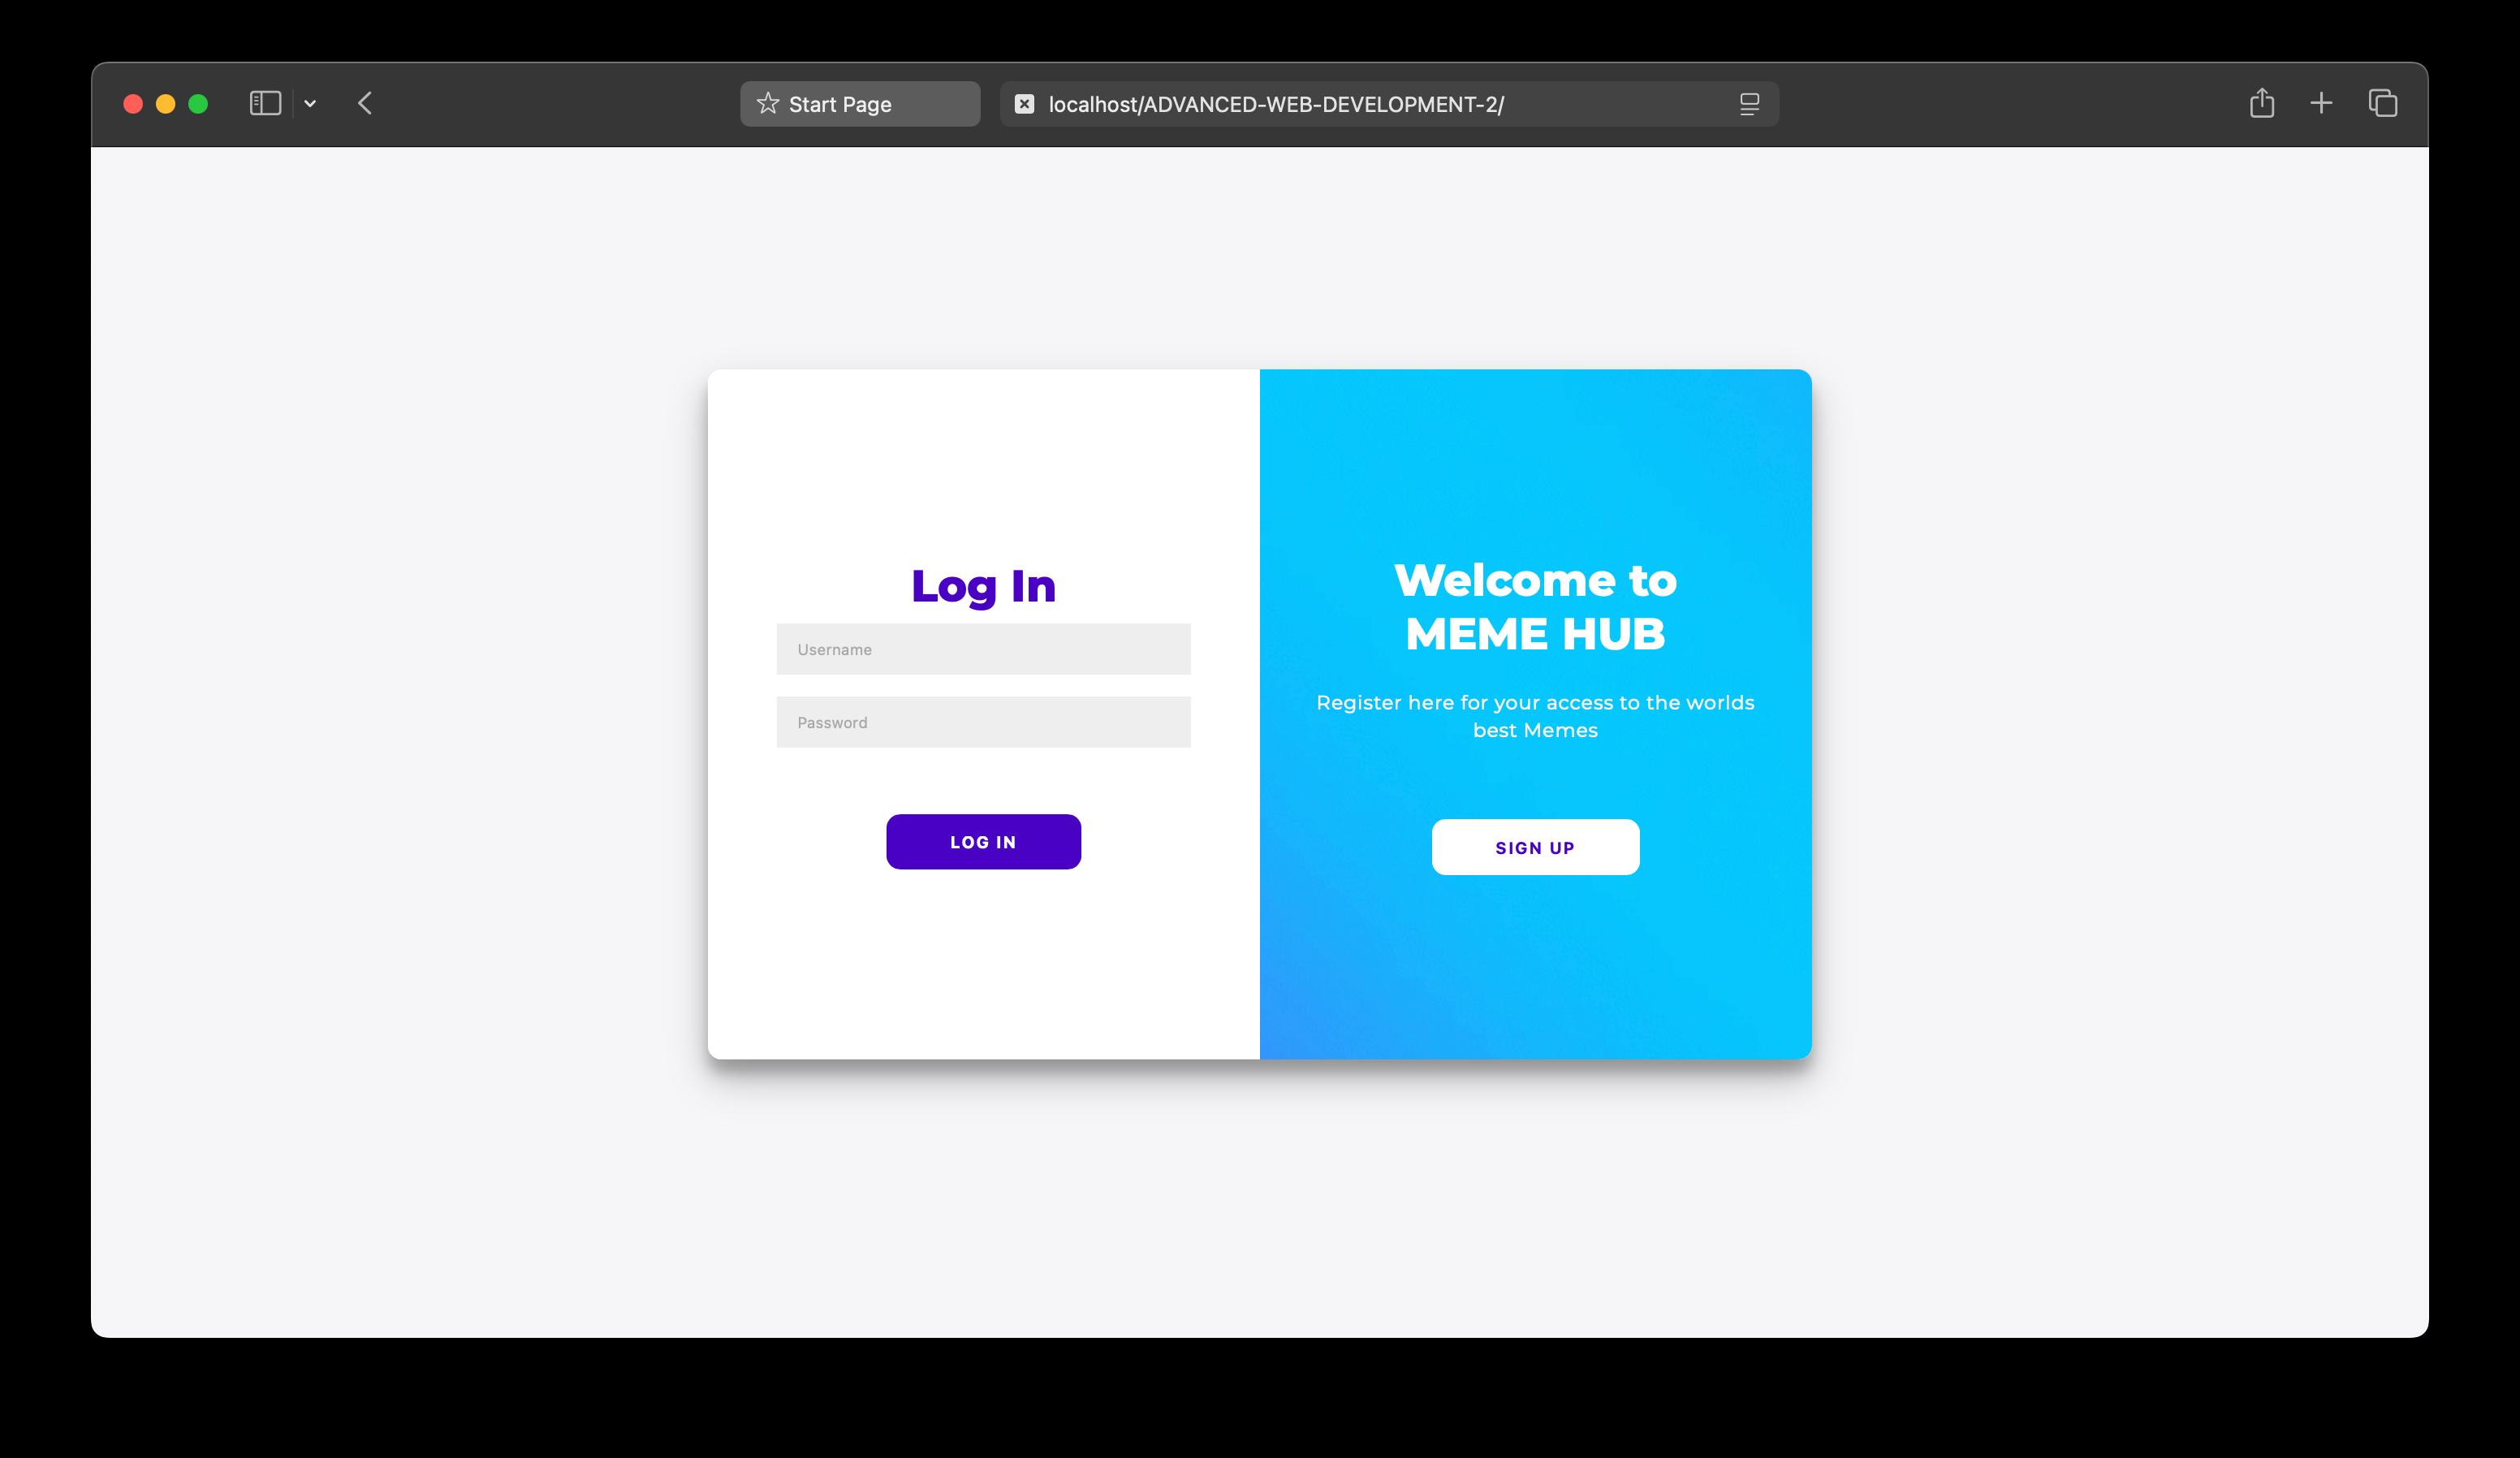 Start Page
localhost/ADVANCED-WEB-DEVELOPMENT-2/
Log In
Username
Password
LOG IN
Welcome to
MEME HUB
Register here for your access to the worlds
best Memes
SIGN UP